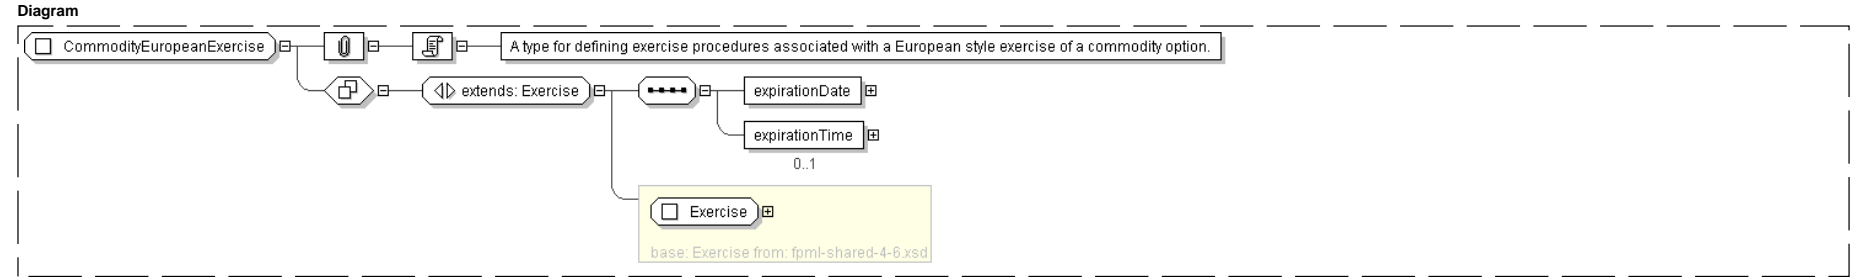 Diagram
CommodityEuropeanExercise
A type for defining exercise procedures associated with a European style exercise of a commodity option.
extends: Exercise
expirationDate
expirationTime
0..1
Exercise
base: Exercise from: fpml-shared-4-6.xsd